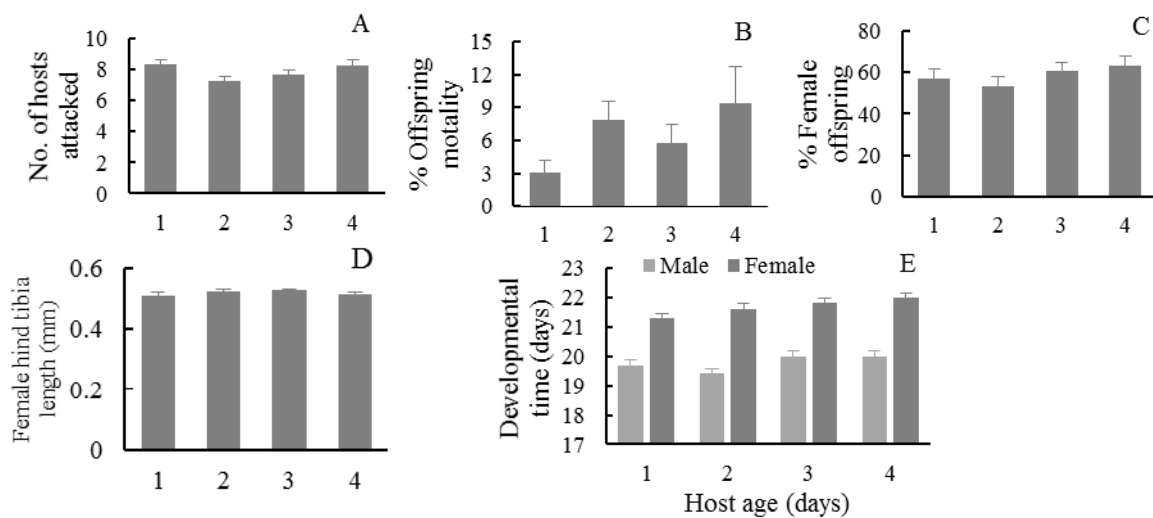 A
No. of hosts
attacked
10
8
6
4
2
0
1 2 3 4
B
% Offspring
motality
15
12
9
6
3
0
1 2 3 4
C
% Female
offspring
80
60
40
20
0
1 2 3 4
D
Female hind tibia
length (mm)
0.6
0.4
0.2
0
1 2 3 4
E
Male Female
Developmental
time (days)
23
22
21
20
19
18
17
1 2 3 4
Host age (days)